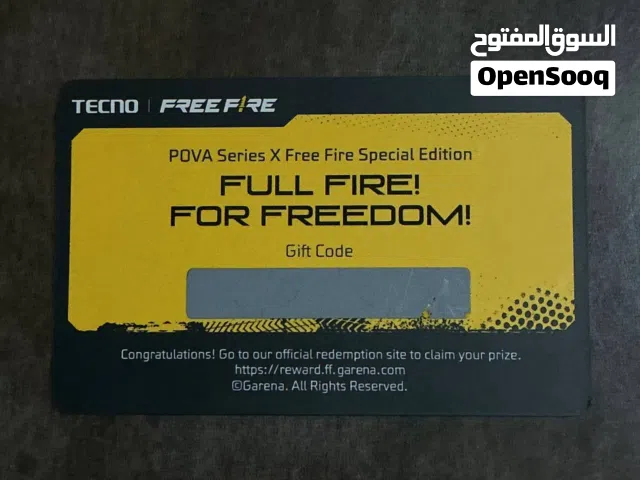 السوق المفتوح
OpenSooq
TECNO | FREE FIRE
POVA Series X Free Fire Special Edition
FULL FIRE!
FOR FREEDOM!
Gift Code
Congratulations! Go to our official redemption site to claim your prize.
https://reward.ff.garena.com
©Garena. All Rights Reserved.